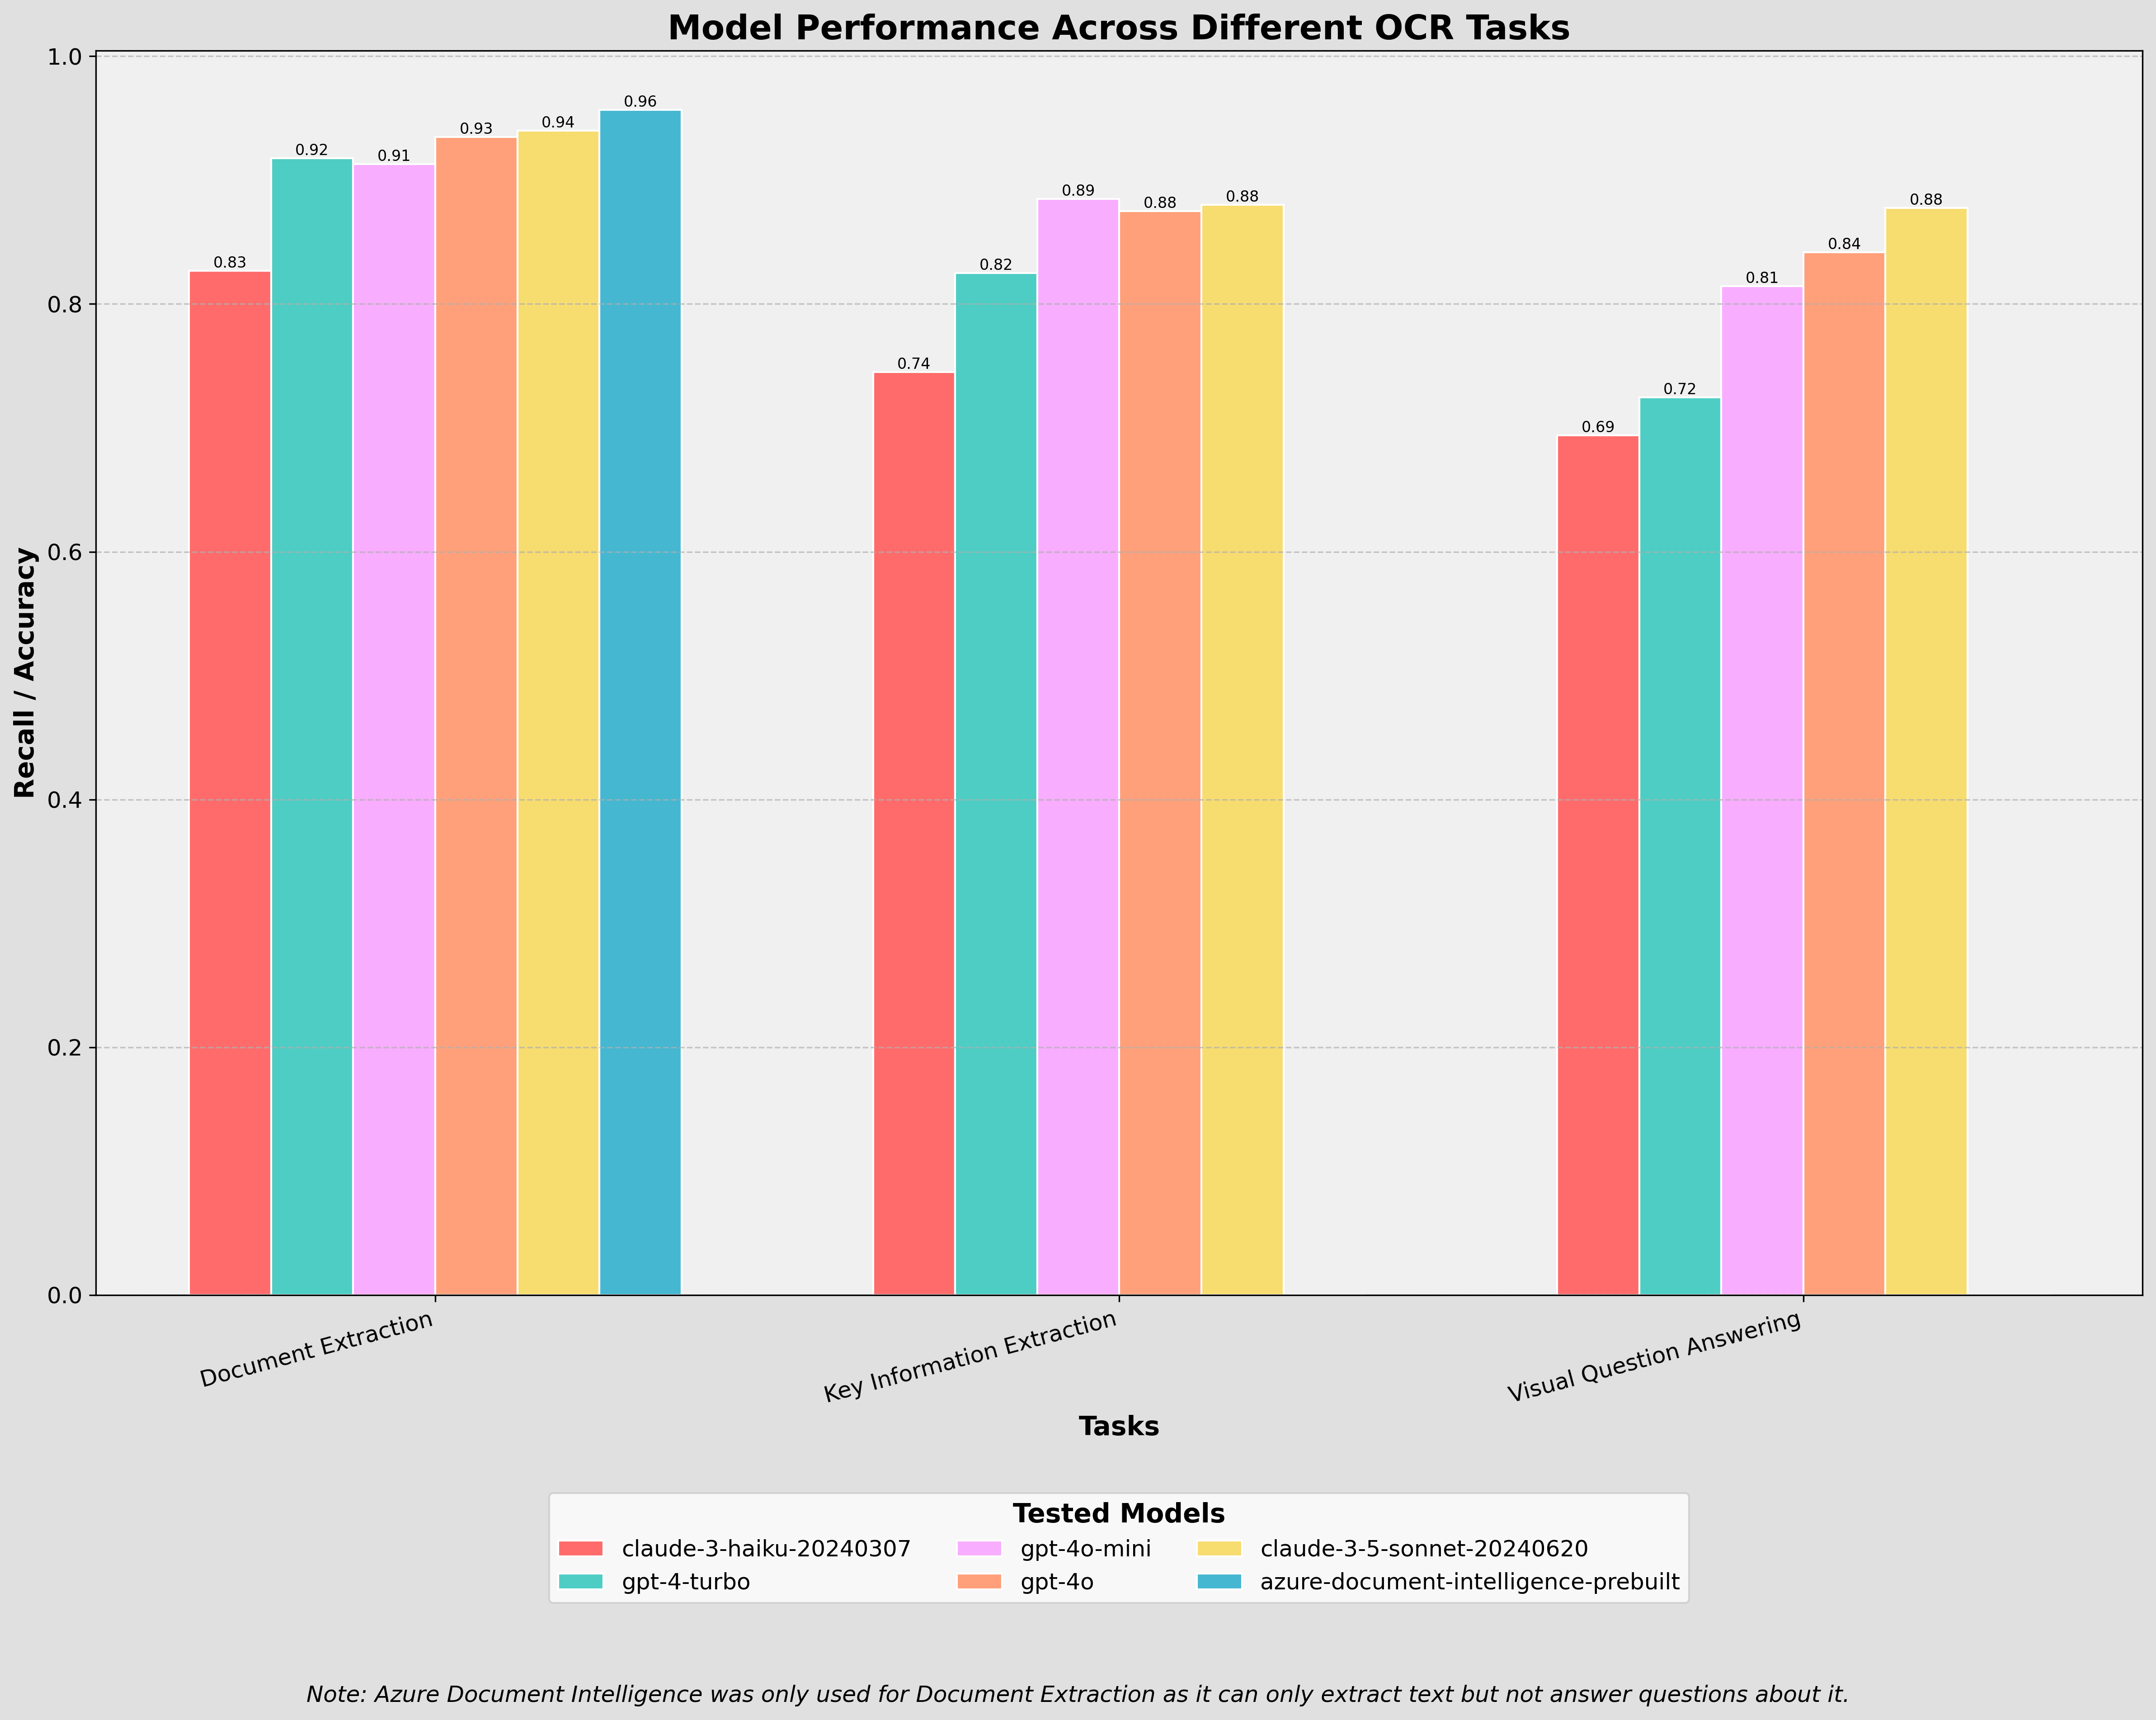 Model Performance Across Different OCR Tasks
Recall / Accuracy
1.0
0.8
0.6
0.4
0.2
0.0
0.83
0.92
0.91
0.93
0.94
0.96
0.74
0.82
0.89
0.88
0.88
0.69
0.72
0.81
0.84
0.88
Document Extraction
Key Information Extraction
Visual Question Answering
Tasks
Tested Models
claude-3-haiku-20240307
gpt-4-turbo
gpt-4o-mini
gpt-4o
claude-3-5-sonnet-20240620
azure-document-intelligence-prebuilt
Note: Azure Document Intelligence was only used for Document Extraction as it can only extract text but not answer questions about it.